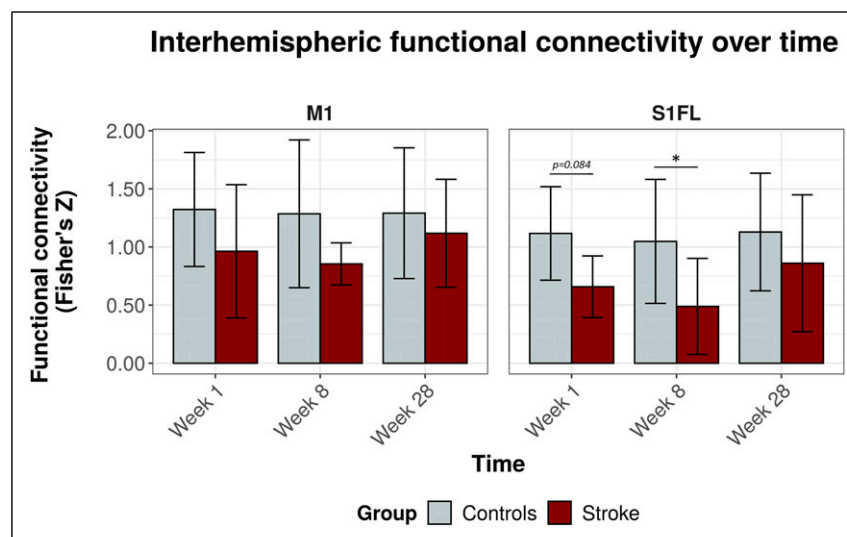 Interhemispheric functional connectivity over time
M1
S1FL
Functional connectivity
(Fisher's Z)
2.00
1.50
1.00
0.50
0.00
p=0.084
*
Week 1
Week 8
Week 28
Week 1
Week 8
Week 28
Time
Group Controls Stroke